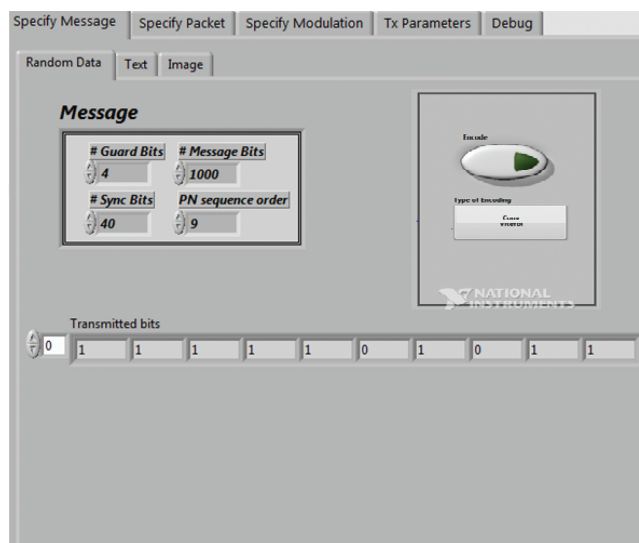 Specify Message Specify Packet Specify Modulation Tx Parameters Debug
Random Data Text Image
Message
# Guard Bits # Message Bits
4 1000
# Sync Bits PN sequence order
40 9
Encode
Type of Encoding
Viterbi
NATIONAL
INSTRUMENTS
Transmitted bits
0 1 1 1 1 1 0 1 0 1 1